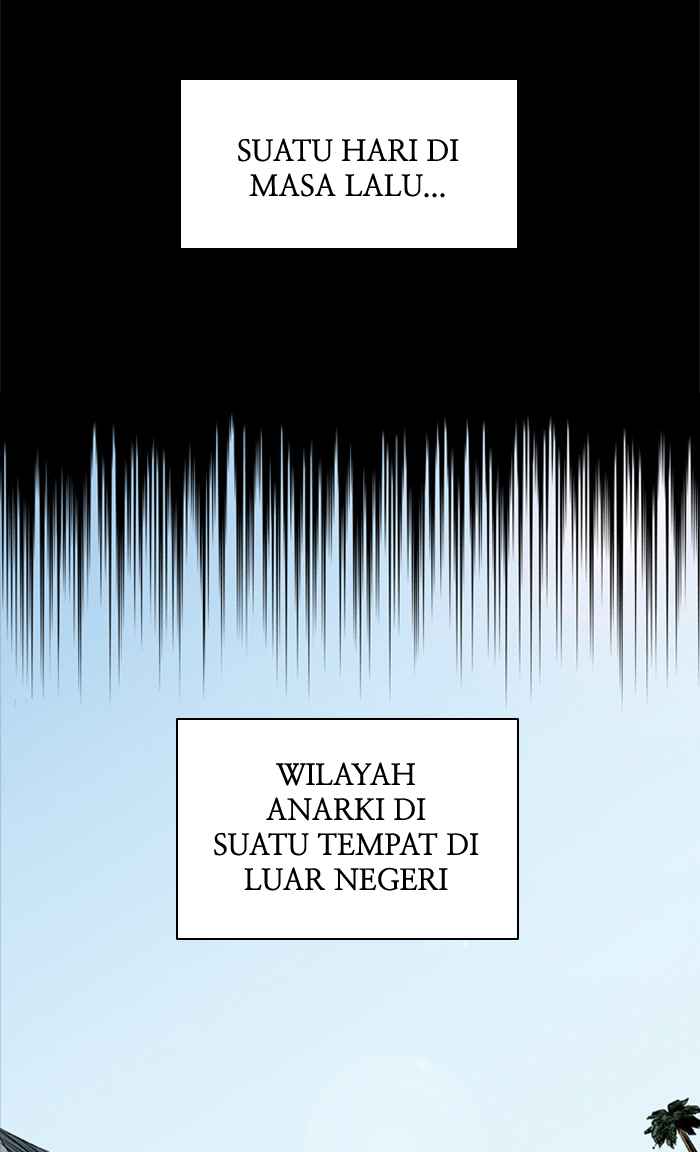 SUATU HARI DI
MASA LALU...
WILAYAH
ANARKI DI
SUATU TEMPAT DI
LUAR NEGERI